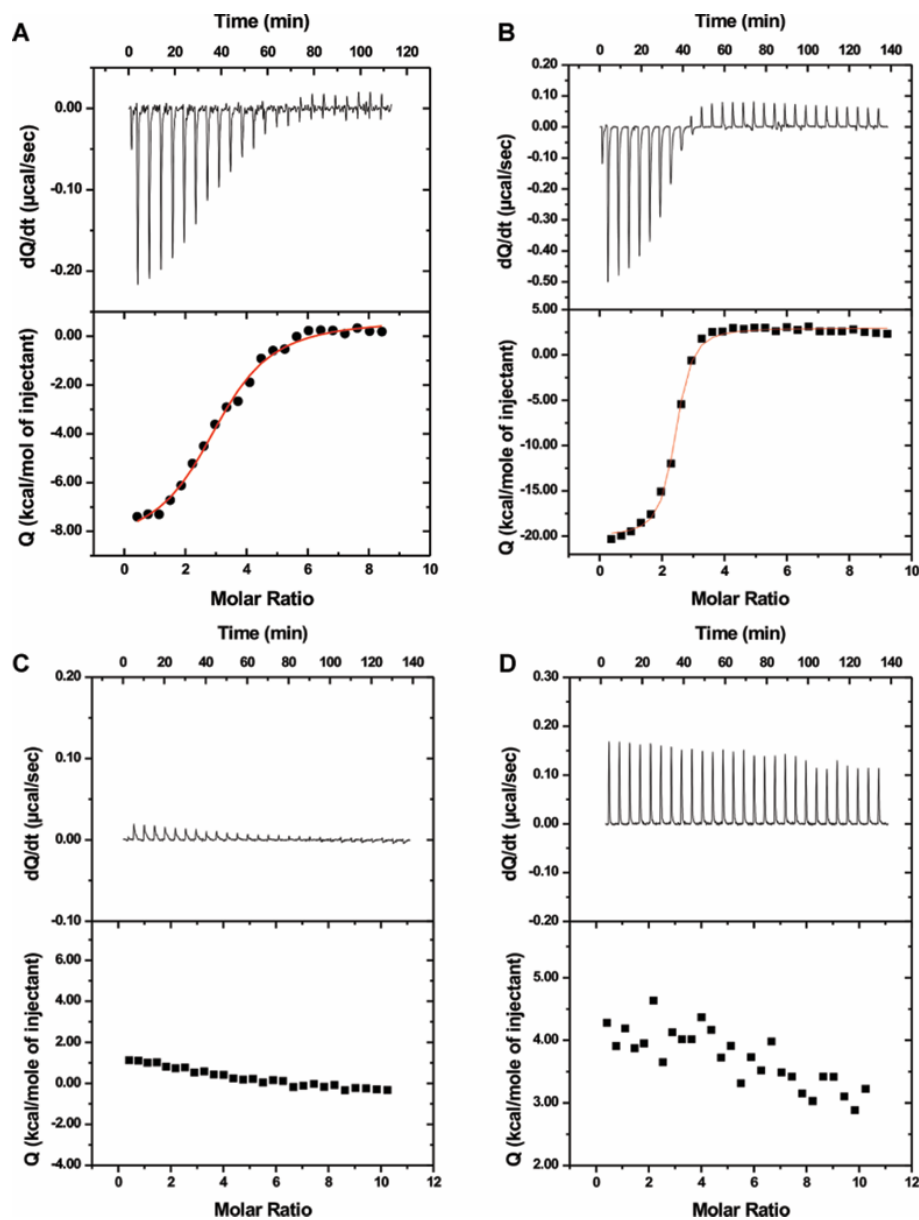 Time (min)
A
0 20 40 60 80 100 120
0.00
-0.10
-0.20
dQ/dt (µcal/sec)
0.00
-2.00
-4.00
-6.00
-8.00
Q (kcal/mol of injectant)
0 2 4 6 8 10
Molar Ratio
Time (min)
B
0 20 40 60 80 100 120 140
0.20
0.10
0.00
-0.10
-0.20
-0.30
-0.40
-0.50
dQ/dt (µcal/sec)
5.00
0.00
-5.00
-10.00
-15.00
-20.00
Q (kcal/mole of injectant)
0 2 4 6 8 10
Molar Ratio
Time (min)
C
0 20 40 60 80 100 120 140
0.20
0.10
0.00
-0.10
dQ/dt (µcal/sec)
6.00
4.00
2.00
0.00
-2.00
-4.00
Q (kcal/mole of injectant)
0 2 4 6 8 10 12
Molar Ratio
Time (min)
D
0 20 40 60 80 100 120 140
0.30
0.20
0.10
0.00
-0.10
-0.20
dQ/dt (µcal/sec)
5.00
4.00
3.00
2.00
Q (kcal/mole of injectant)
0 2 4 6 8 10 12
Molar Ratio